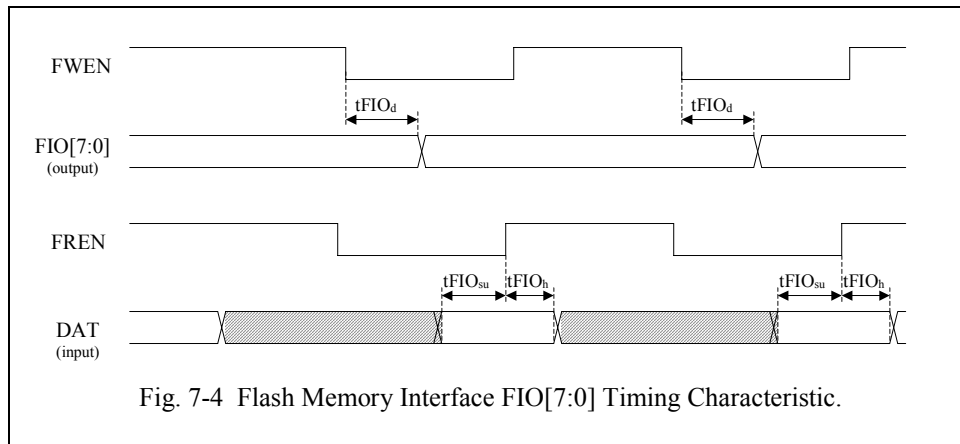 FWEN
tFIOd tFIOd
FIO[7:0]
(output)
FREN
tFIOsu tFIOh tFIOsu tFIOh
DAT
(input)
Fig. 7-4 Flash Memory Interface FIO[7:0] Timing Characteristic.